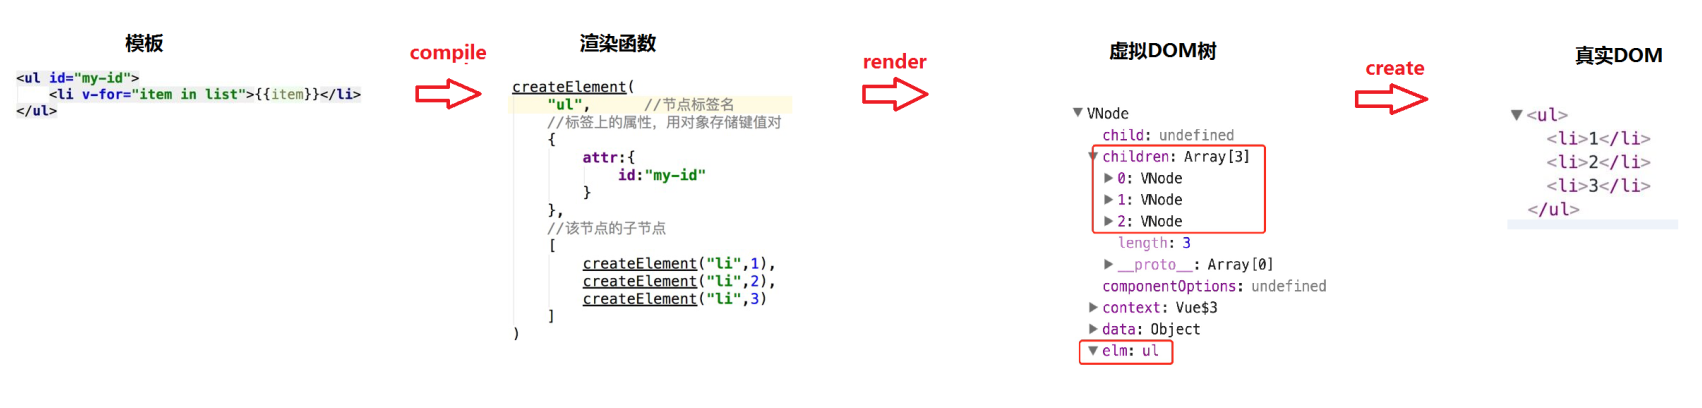 模板
<ul id="my-id">
<li v-for="item in list">{{item}}</li>
</ul>
compile
渲染函数
createElement(
"ul", //节点标签名
//标签上的属性，用对象存储键值对
{
attr:{
id:"my-id"
}
},
//该节点的子节点
[
createElement("li",1),
createElement("li",2),
createElement("li",3)
]
)
render
虚拟DOM树
▼VNode
child: undefined
▼children: Array[3]
▶0: VNode
▶1: VNode
▶2: VNode
length: 3
▶__proto__: Array[0]
componentOptions: undefined
▶context: Vue$3
▶data: Object
▼elm: ul
create
真实DOM
▼<ul>
<li>1</li>
<li>2</li>
<li>3</li>
</ul>